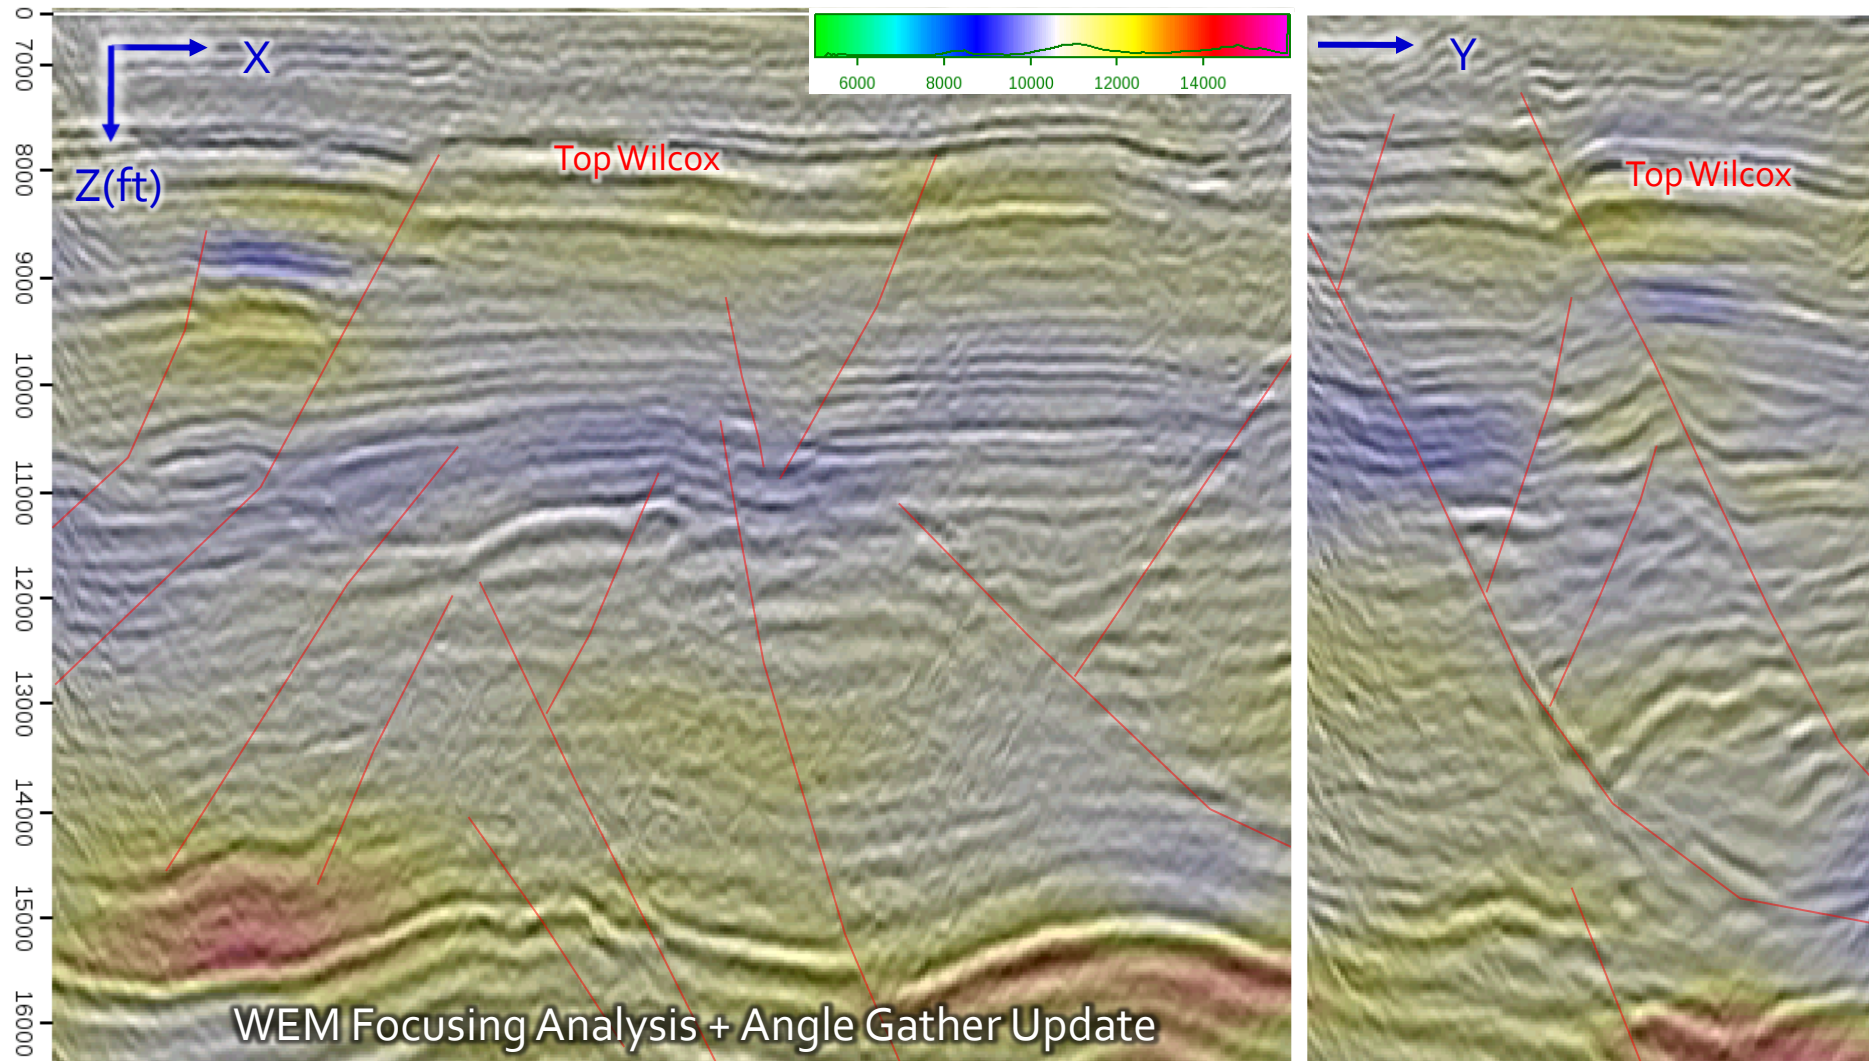 X
Z(ft)
0
7000
8000
9000
10000
11000
12000
13000
14000
15000
16000
6000 8000 10000 12000 14000
Top Wilcox
Y
Top Wilcox
WEM Focusing Analysis + Angle Gather Update